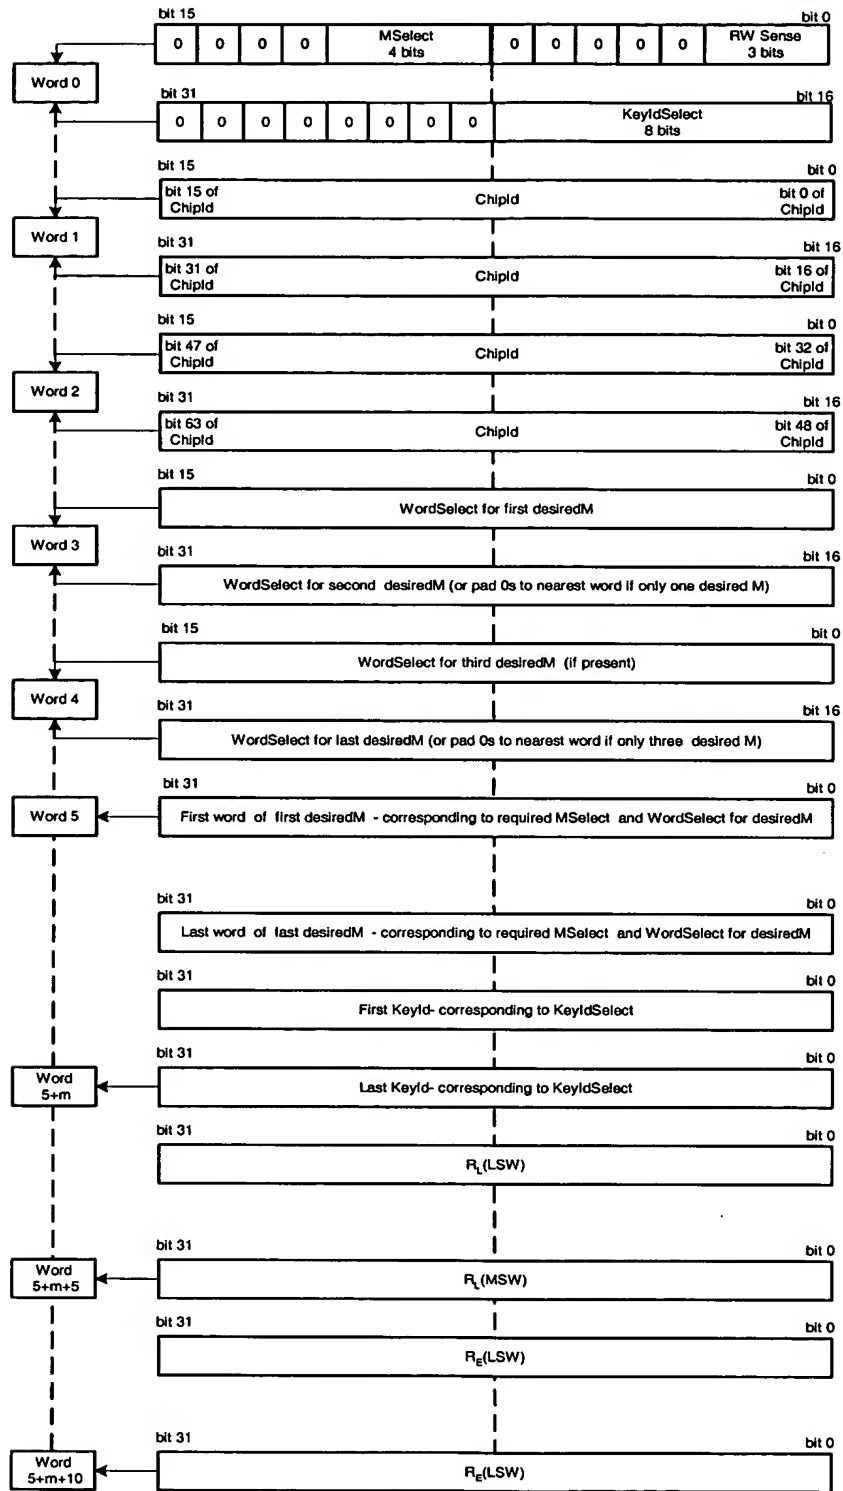 bit 15 bit 0
0 0 0 0 MSelect 4 bits 0 0 0 0 0 RW Sense 3 bits
Word 0
bit 31 bit 16
0 0 0 0 0 0 0 0 KeyIdSelect 8 bits
bit 15 bit 0
bit 15 of ChipId ChipId bit 0 of ChipId
Word 1
bit 31 bit 16
bit 31 of ChipId ChipId bit 16 of ChipId
bit 15 bit 0
bit 47 of ChipId ChipId bit 32 of ChipId
Word 2
bit 31 bit 16
bit 63 of ChipId ChipId bit 48 of ChipId
bit 15 bit 0
WordSelect for first desiredM
Word 3
bit 31 bit 16
WordSelect for second desiredM (or pad 0s to nearest word if only one desired M)
bit 15 bit 0
WordSelect for third desiredM (if present)
Word 4
bit 31 bit 16
WordSelect for last desiredM (or pad 0s to nearest word if only three desired M)
bit 31 bit 0
Word 5 First word of first desiredM - corresponding to required MSelect and WordSelect for desiredM
bit 31 bit 0
Last word of last desiredM - corresponding to required MSelect and WordSelect for desiredM
bit 31 bit 0
First KeyId- corresponding to KeyIdSelect
bit 31 bit 0
Word 5+m Last KeyId- corresponding to KeyIdSelect
bit 31 bit 0
RL(LSW)
bit 31 bit 0
Word 5+m+5 RL(MSW)
bit 31 bit 0
RE(LSW)
bit 31 bit 0
Word 5+m+10 RE(LSW)